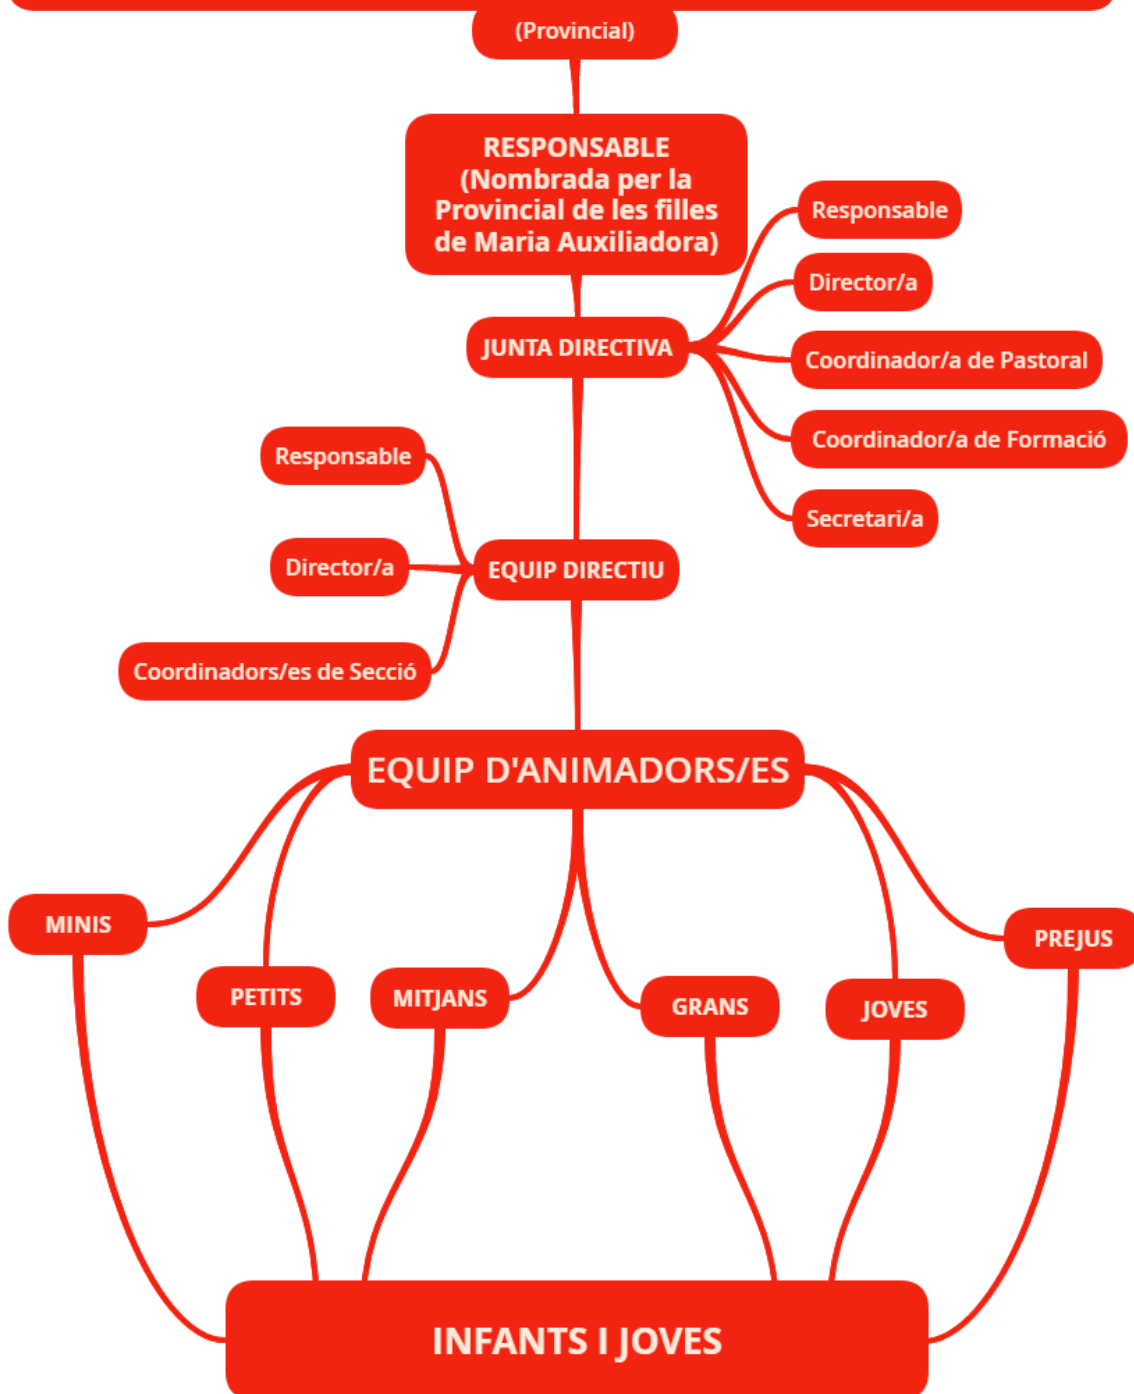 (Provincial)
RESPONSABLE
(Nombrada per la
Provincial de les filles
de Maria Auxiliadora)
Responsable
Director/a
JUNTA DIRECTIVA
Coordinador/a de Pastoral
Coordinador/a de Formació
Secretari/a
Responsable
Director/a
EQUIP DIRECTIU
Coordinadors/es de Secció
EQUIP D'ANIMADORS/ES
MINIS
PETITS
MITJANS
GRANS
JOVES
PREJUS
INFANTS I JOVES